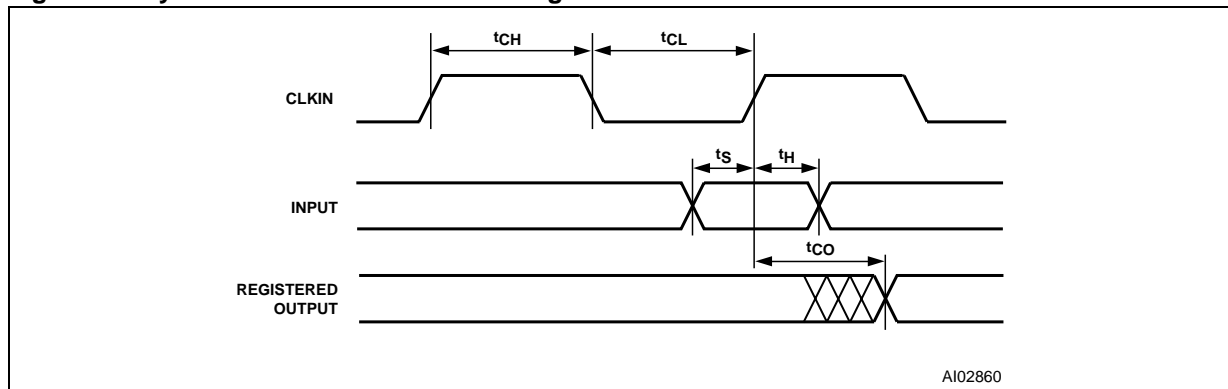 tCH
tCL
CLKIN
tS
tH
INPUT
tCO
REGISTERED
OUTPUT
AI02860